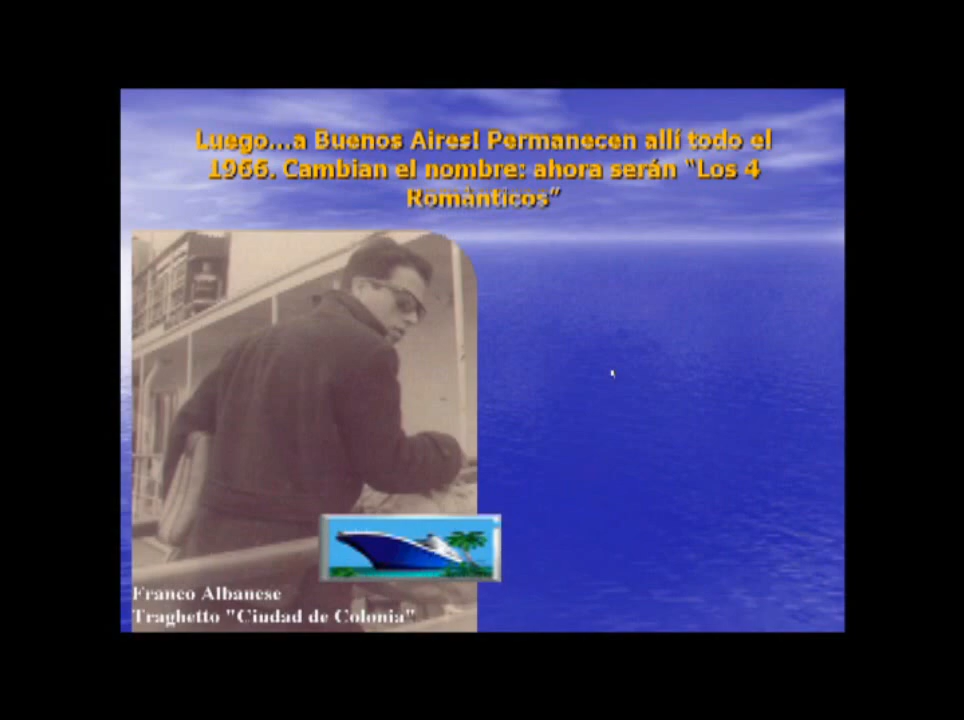 Luego...a Buenos Aires! Permanecen allí todo el
1966. Cambian el nombre: ahora serán “Los 4
Románticos”
Franco Albanese
Traghetto "Ciudad de Colonia"